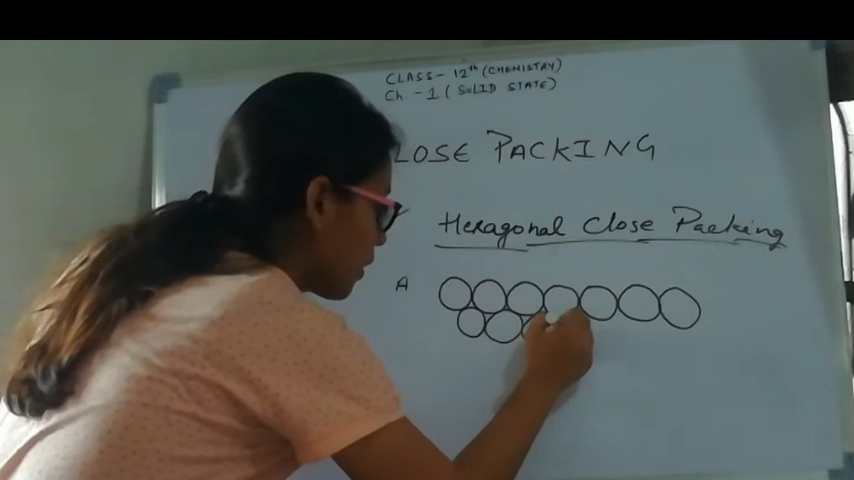 CLASS - 12th (CHEMISTRY)
Ch. - 1 ( SOLID STATE)
LOSE PACKING
Hexagonal Close Packing
A